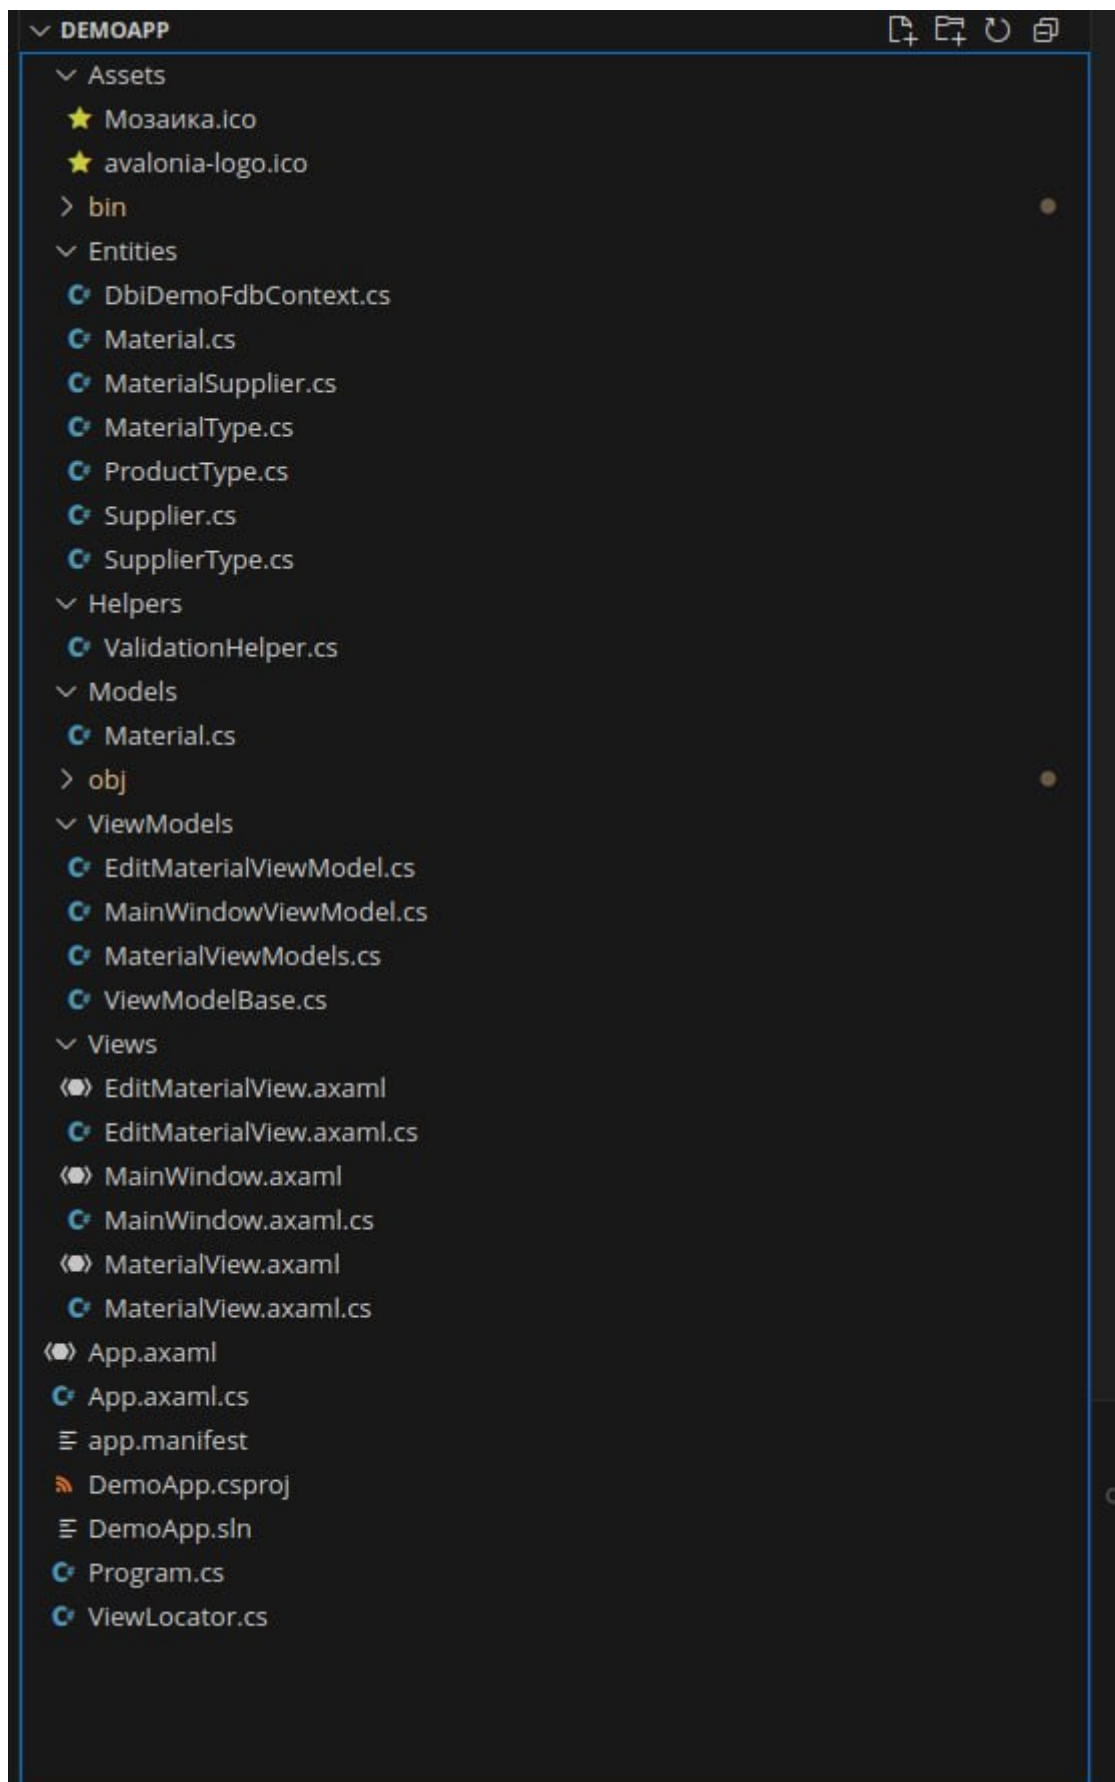 DEMOAPP
Assets
Мозаика.ico
avalonia-logo.ico
bin
Entities
DbiDemoFdbContext.cs
Material.cs
MaterialSupplier.cs
MaterialType.cs
ProductType.cs
Supplier.cs
SupplierType.cs
Helpers
ValidationHelper.cs
Models
Material.cs
obj
ViewModels
EditMaterialViewModel.cs
MainWindowViewModel.cs
MaterialViewModels.cs
ViewModelBase.cs
Views
EditMaterialView.axaml
EditMaterialView.axaml.cs
MainWindow.axaml
MainWindow.axaml.cs
MaterialView.axaml
MaterialView.axaml.cs
App.axaml
App.axaml.cs
app.manifest
DemoApp.csproj
DemoApp.sln
Program.cs
ViewLocator.cs